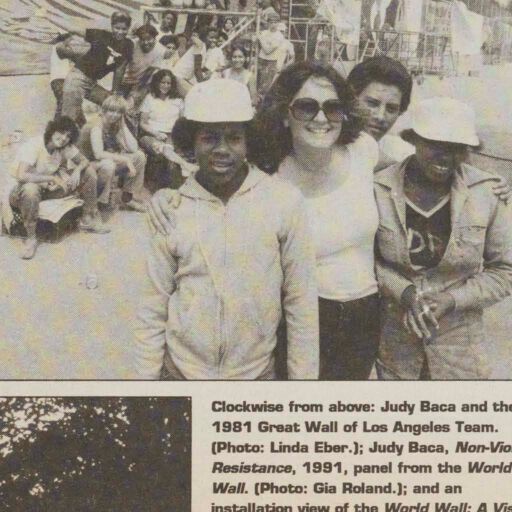 Clockwise from above: Judy Baca and the
1981 Great Wall of Los Angeles Team.
(Photo: Linda Eber.); Judy Baca, Non-Vio
Resistance, 1991, panel from the World
Wall. (Photo: Gia Roland.); and an
installation view of the World Wall: A Vis